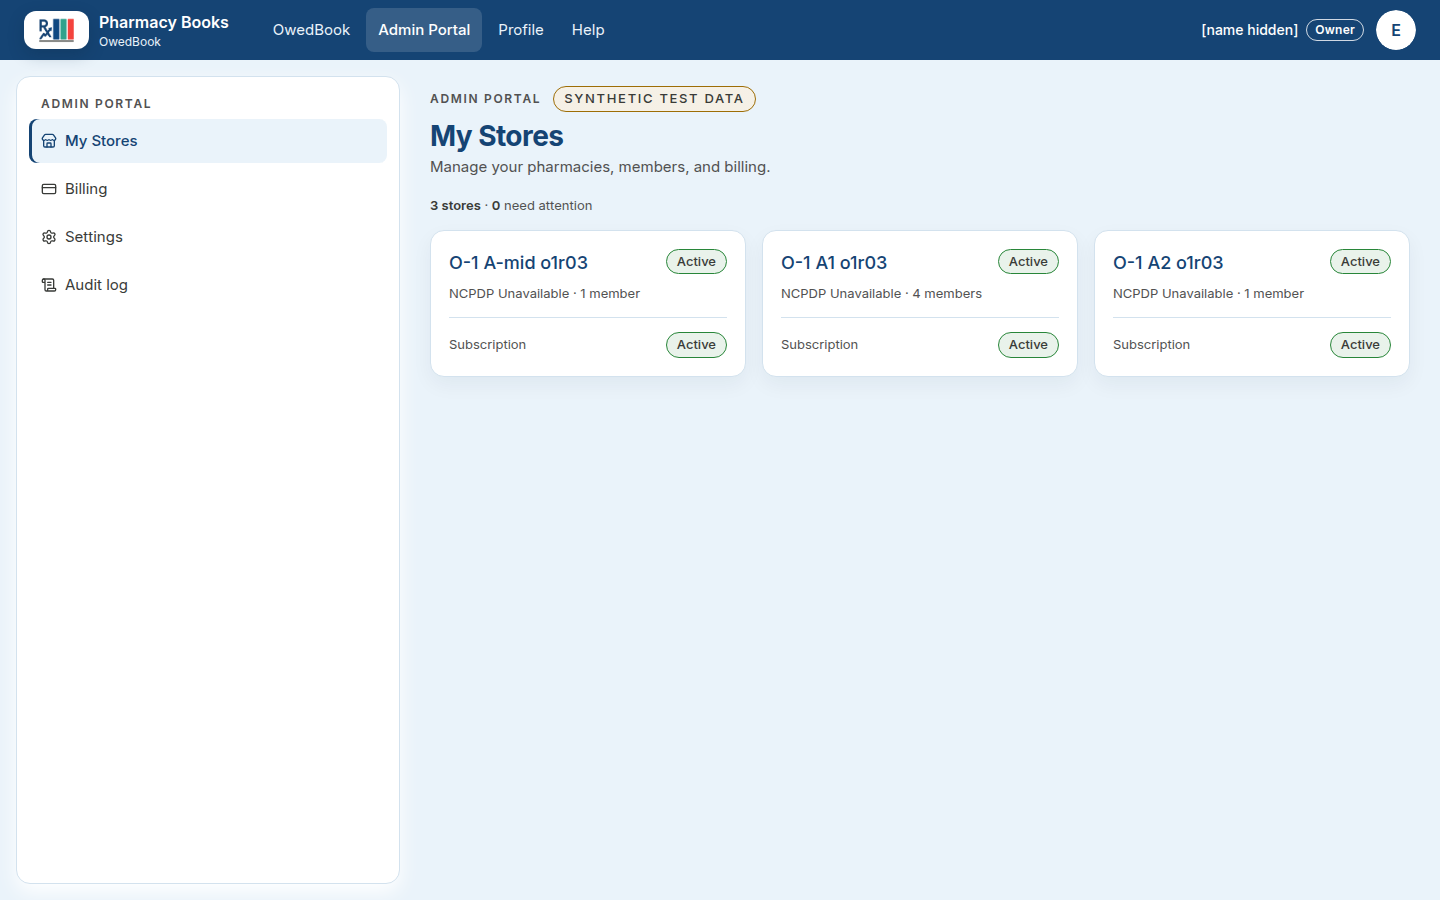 Pharmacy Books
OwedBook
OwedBook
Admin Portal
Profile
Help
[name hidden]
Owner
E
ADMIN PORTAL
My Stores
Billing
Settings
Audit log
ADMIN PORTAL
SYNTHETIC TEST DATA
My Stores
Manage your pharmacies, members, and billing.
3 stores · 0 need attention
O-1 A-mid o1r03
Active
NCPDP Unavailable · 1 member
Subscription
Active
O-1 A1 o1r03
Active
NCPDP Unavailable · 4 members
Subscription
Active
O-1 A2 o1r03
Active
NCPDP Unavailable · 1 member
Subscription
Active